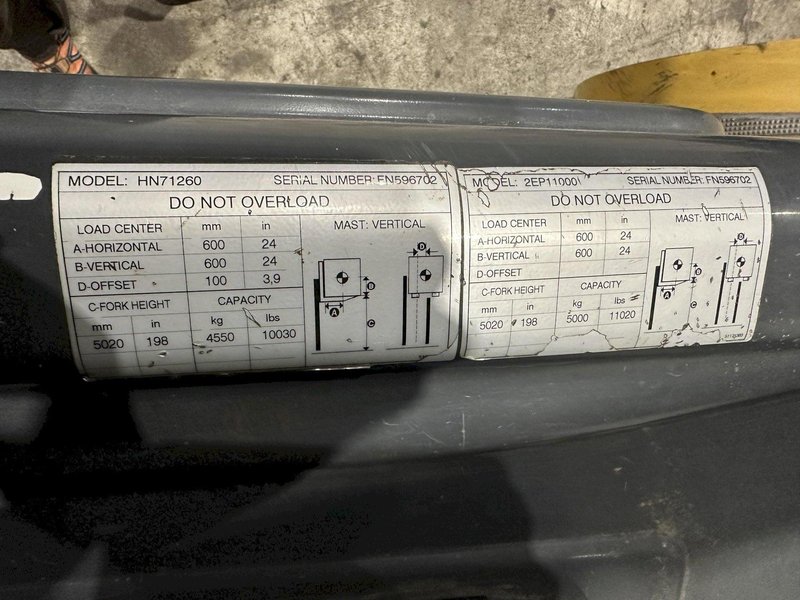 MODEL: HN71260 SERIAL NUMBER: FN596702
DO NOT OVERLOAD
LOAD CENTER mm in MAST: VERTICAL
A-HORIZONTAL 600 24
B-VERTICAL 600 24
D-OFFSET 100 3,9
C-FORK HEIGHT CAPACITY
mm in kg lbs
5020 198 4550 10030
D
B
A
C
MODEL: 2EP11000 SERIAL NUMBER: FN596702
DO NOT OVERLOAD
LOAD CENTER mm in MAST: VERTICAL
A-HORIZONTAL 600 24
B-VERTICAL 600 24
D-OFFSET
C-FORK HEIGHT CAPACITY
mm in kg lbs
5020 198 5000 11020
D
B
A
C